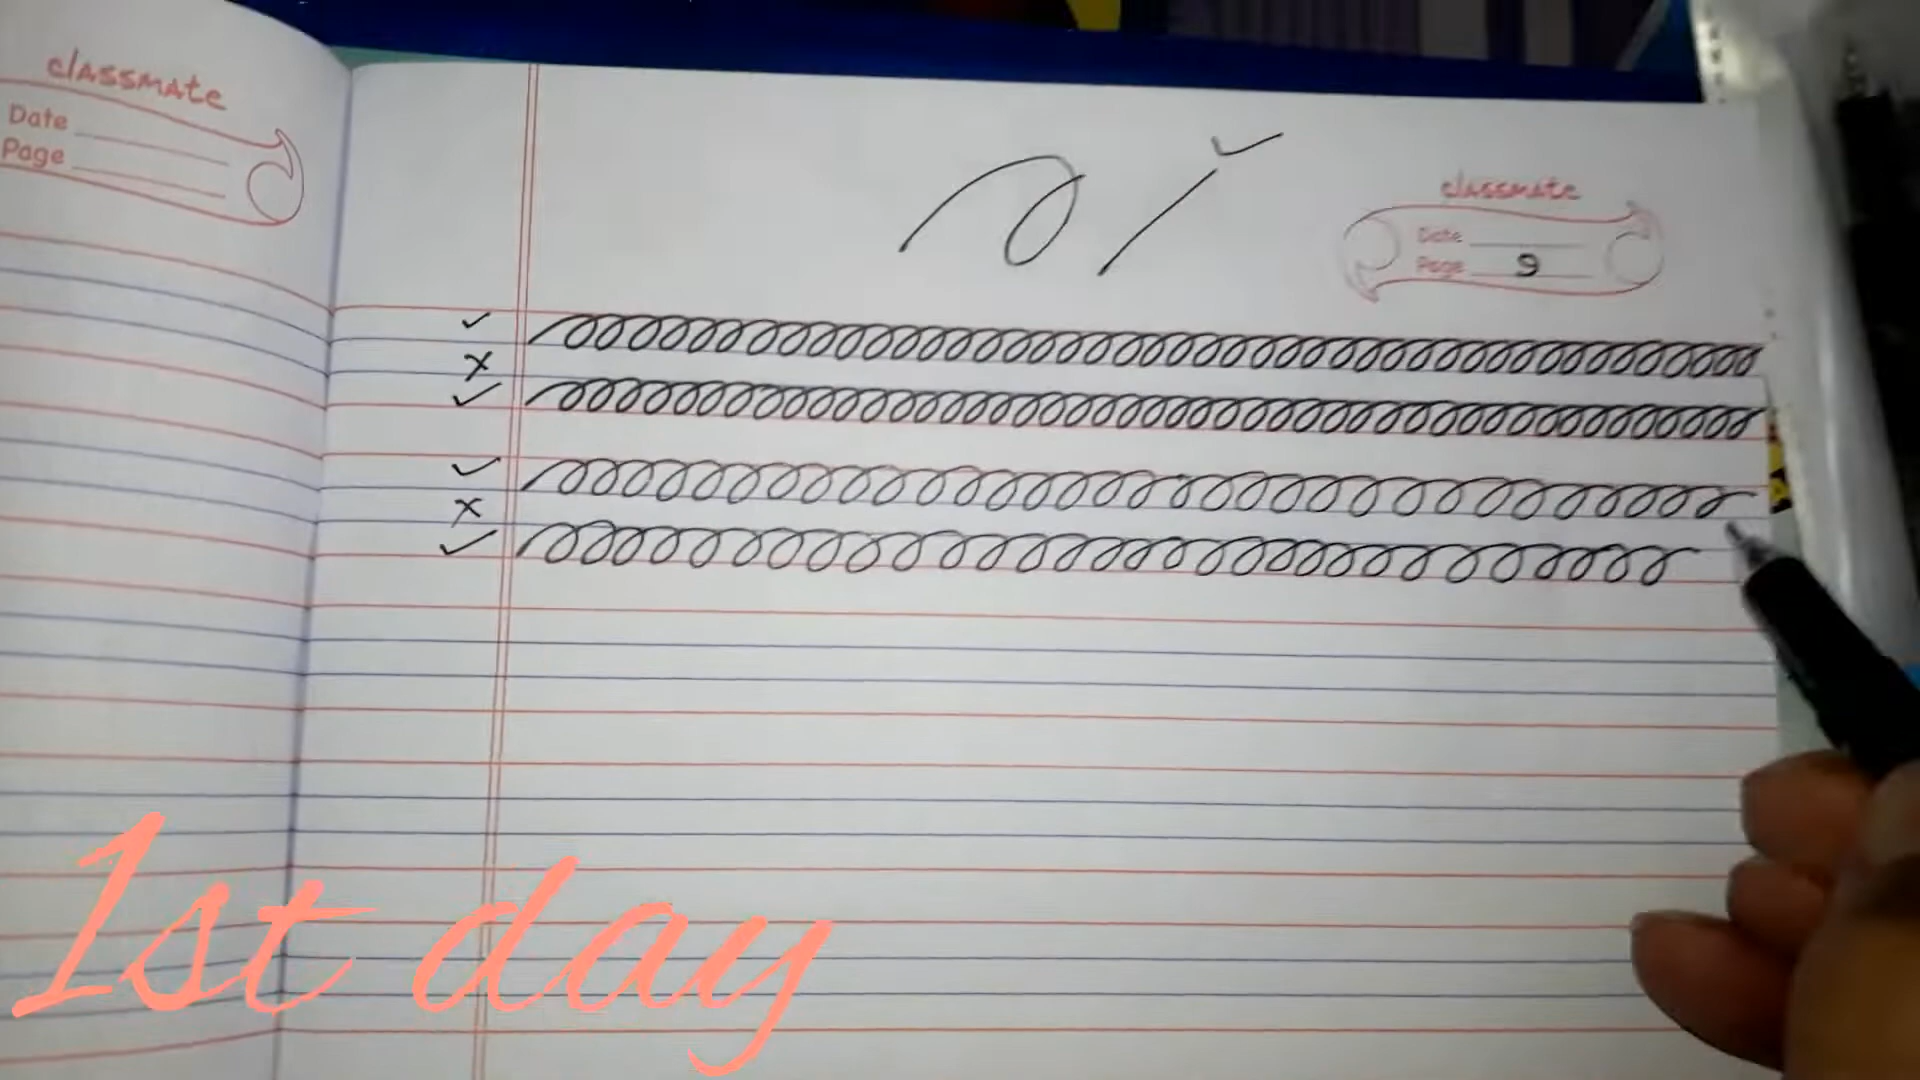 classmate
Date
Page
classmate
Date
Page 9
1st day